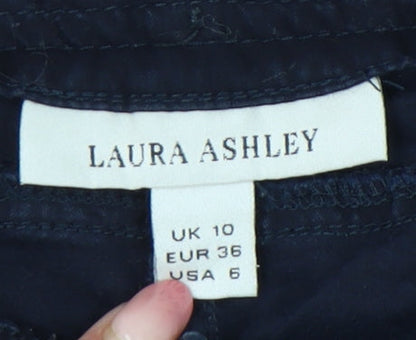 LAURA ASHLEY
UK 10
EUR 36
USA 6